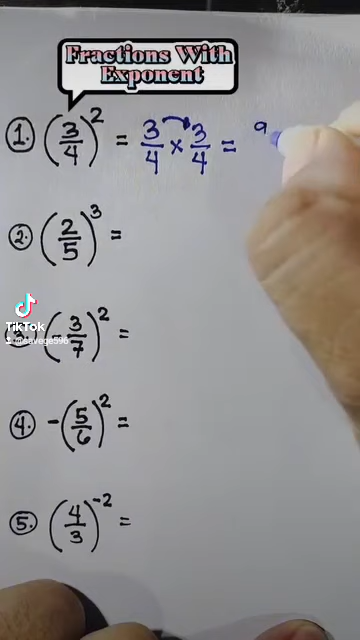 Fractions With
Exponent
1. (3/4)^2 = 3/4 × 3/4 = 9
2. (2/5)^3 =
TikTok
@savege596
3. (-3/7)^2 =
4. -(5/6)^2 =
5. (4/3)^-2 =